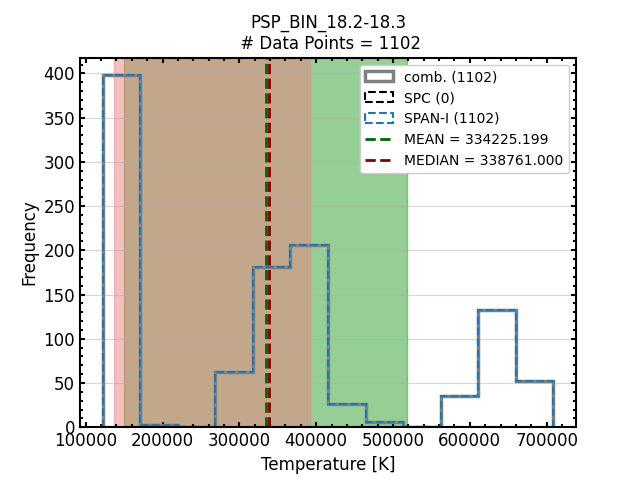 PSP_BIN_18.2-18.3
# Data Points = 1102
comb. (1102)
SPC (0)
SPAN-I (1102)
MEAN = 334225.199
MEDIAN = 338761.000
Frequency
400
350
300
250
200
150
100
50
0
100000 200000 300000 400000 500000 600000 700000
Temperature [K]